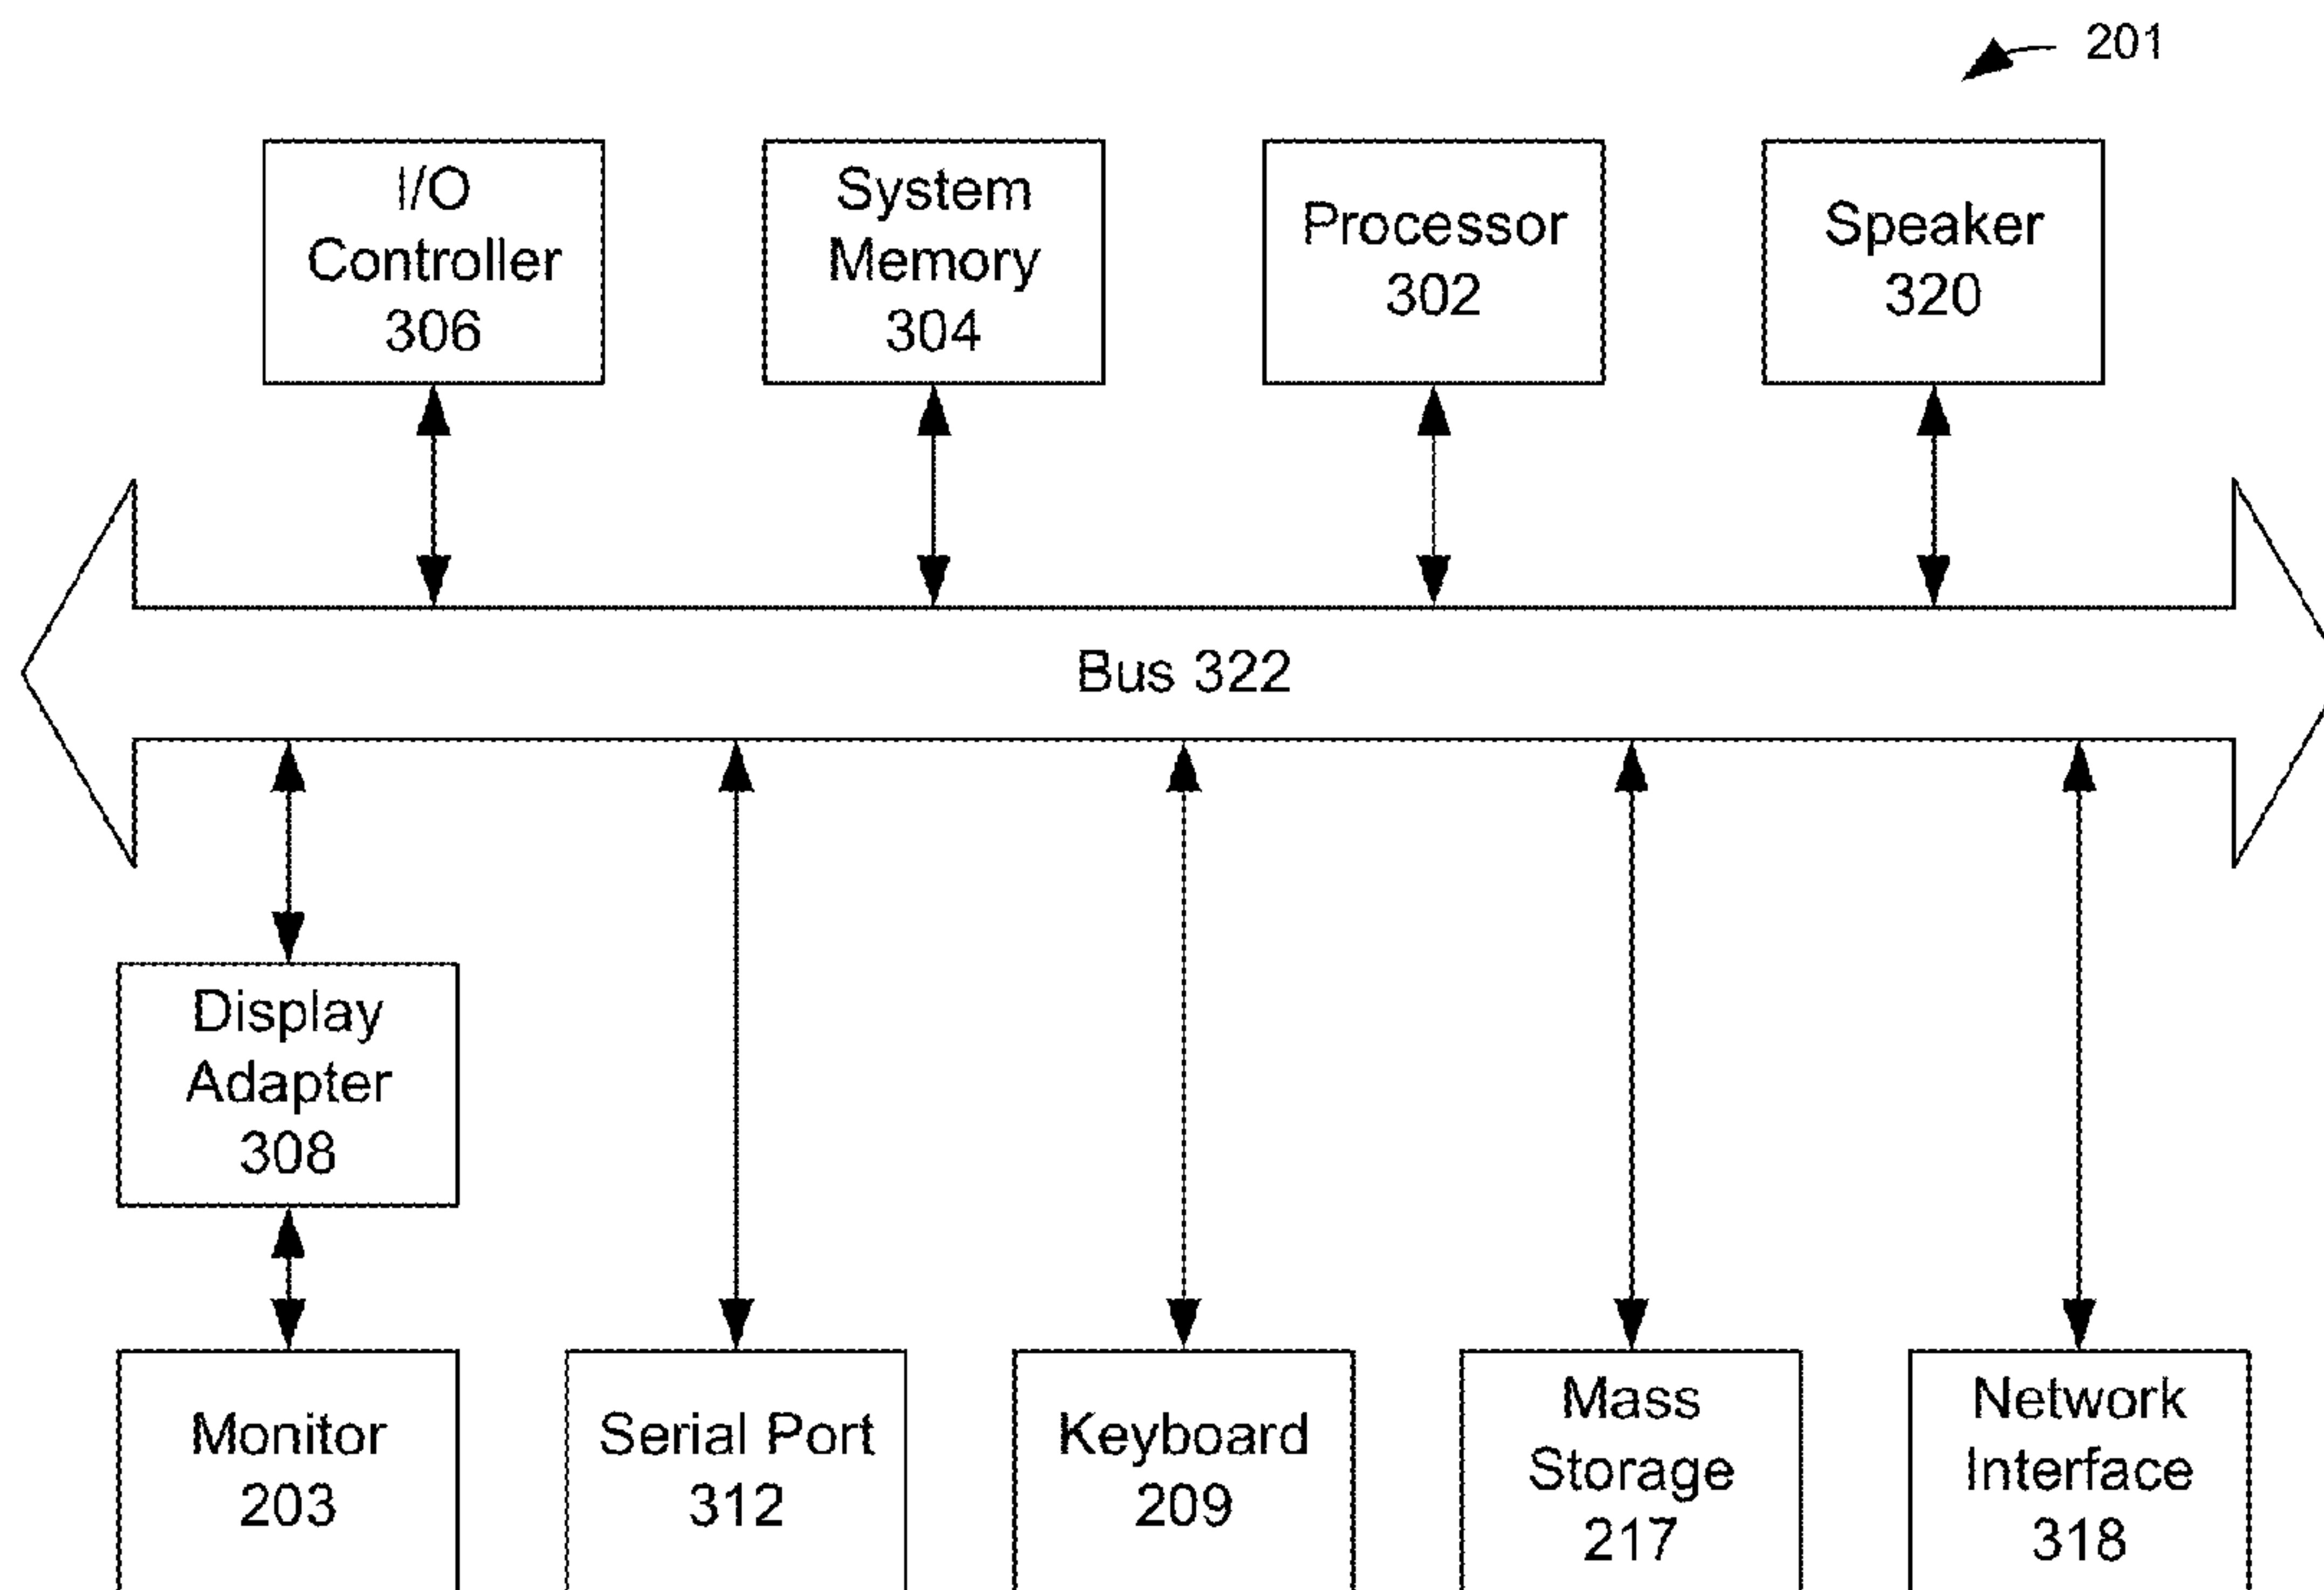 201
I/O
Controller
306
System
Memory
304
Processor
302
Speaker
320
Bus 322
Display
Adapter
308
Monitor
203
Serial Port
312
Keyboard
209
Mass
Storage
217
Network
Interface
318